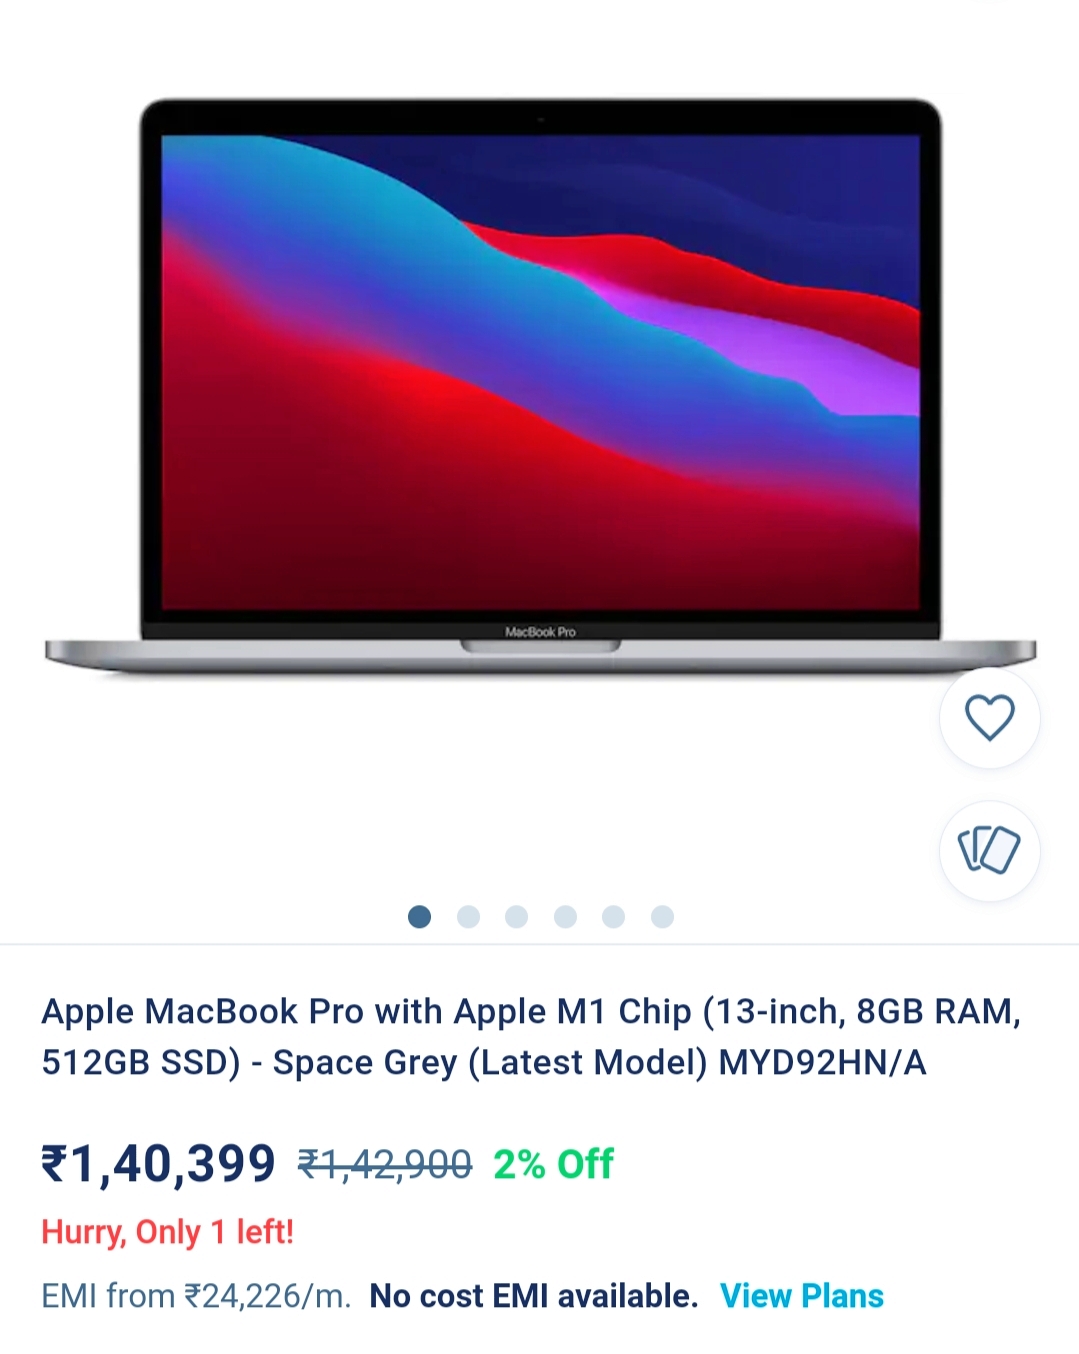 MacBook Pro
Apple MacBook Pro with Apple M1 Chip (13-inch, 8GB RAM,
512GB SSD) - Space Grey (Latest Model) MYD92HN/A
₹1,40,399 ₹1,42,900 2% Off
Hurry, Only 1 left!
EMI from ₹24,226/m. No cost EMI available. View Plans